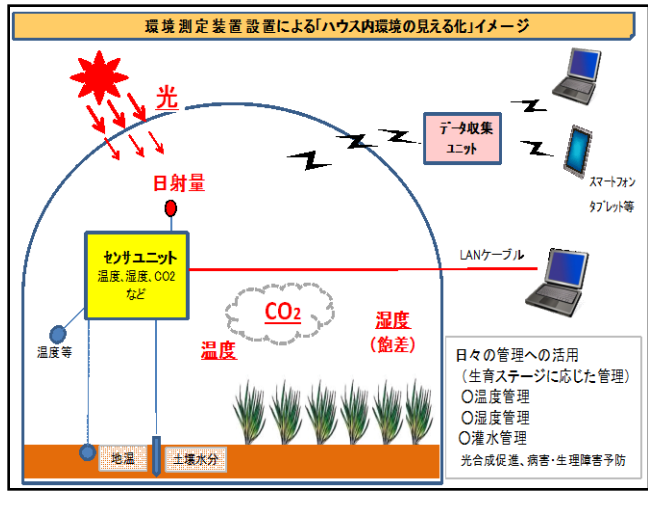 環境測定装置設置による「ハウス内環境の見える化」イメージ
光
データ収集
ユニット
スマートフォン
タブレット等
日射量
センサユニット
温度、湿度、CO2
など
LANケーブル
CO2
温度
湿度
(飽差)
温度等
地温
土壌水分
日々の管理への活用
(生育ステージに応じた管理)
○温度管理
○湿度管理
○灌水管理
光合成促進、病害・生理障害予防